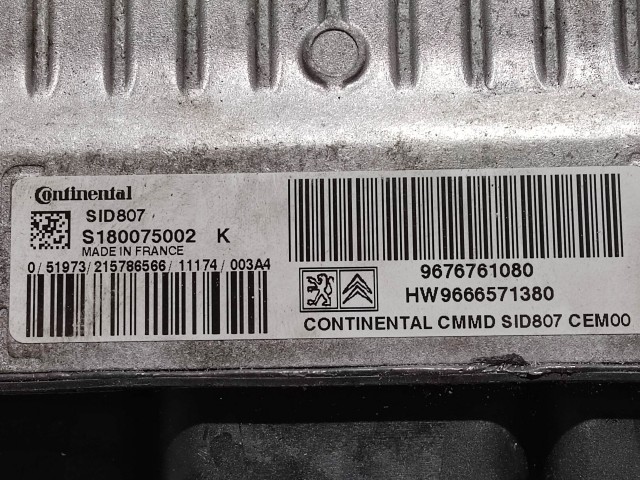 Continental
SID807
S180075002 K
MADE IN FRANCE
0/51973/215786566/11174/003A4
9676761080
HW9666571380
CONTINENTAL CMMD SID807 CEM00